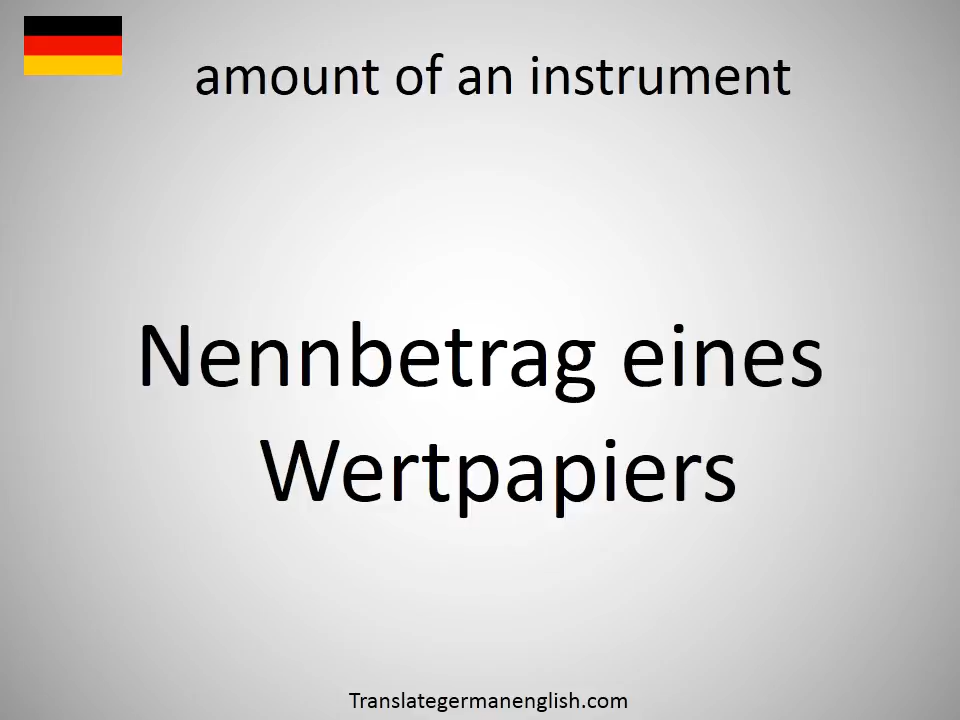 amount of an instrument
Nennbetrag eines
Wertpapiers
Translategermanenglish.com